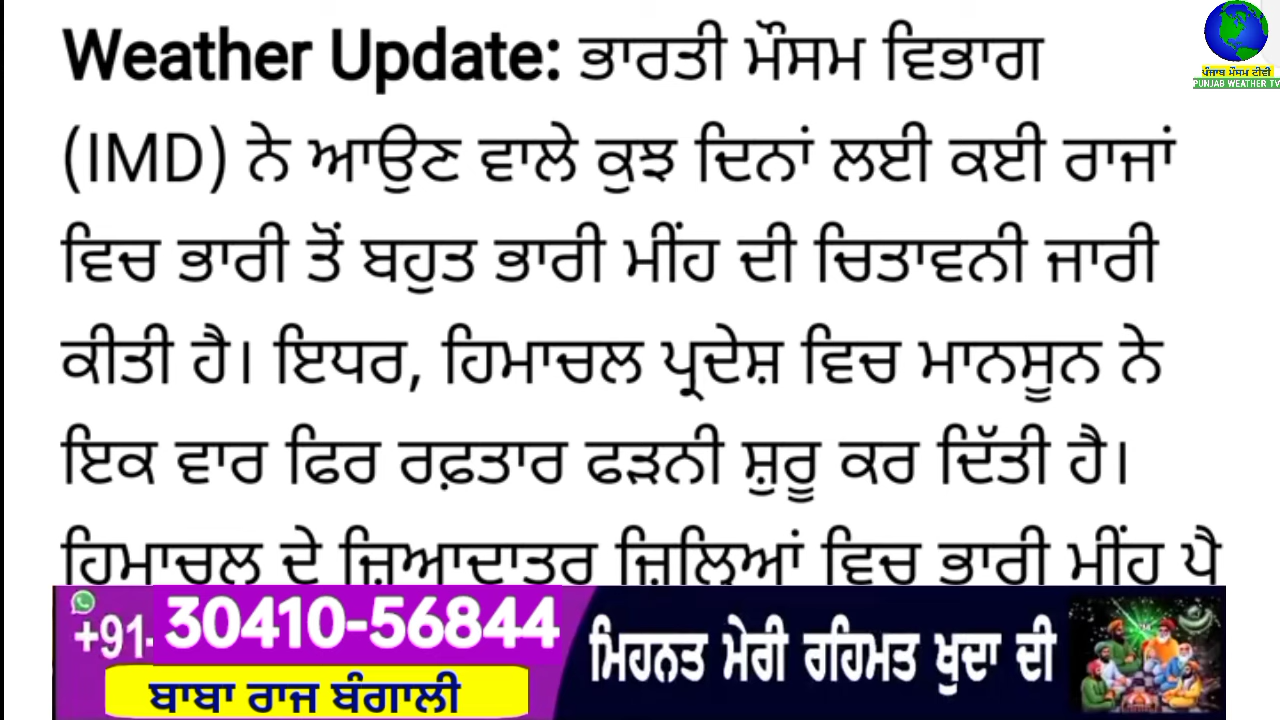 Weather Update: ਭਾਰਤੀ ਮੌਸਮ ਵਿਭਾਗ
(IMD) ਨੇ ਆਉਣ ਵਾਲੇ ਕੁਝ ਦਿਨਾਂ ਲਈ ਕਈ ਰਾਜਾਂ
ਵਿਚ ਭਾਰੀ ਤੋਂ ਬਹੁਤ ਭਾਰੀ ਮੀਂਹ ਦੀ ਚਿਤਾਵਨੀ ਜਾਰੀ
ਕੀਤੀ ਹੈ। ਇਧਰ, ਹਿਮਾਚਲ ਪ੍ਰਦੇਸ਼ ਵਿਚ ਮਾਨਸੂਨ ਨੇ
ਇਕ ਵਾਰ ਫਿਰ ਰਫ਼ਤਾਰ ਫੜਨੀ ਸ਼ੁਰੂ ਕਰ ਦਿੱਤੀ ਹੈ।
ਹਿਮਾਚਲ ਦੇ ਜ਼ਿਆਦਾਤਰ ਜ਼ਿਲਿਆਂ ਵਿਚ ਭਾਰੀ ਮੀਂਹ ਪੈ
ਪੰਜਾਬ ਮੌਸਮ ਟੀਵੀ
PUNJAB WEATHER TV
+91- 30410-56844
ਬਾਬਾ ਰਾਜ ਬੰਗਾਲੀ
ਮਿਹਨਤ ਮੇਰੀ ਰਹਿਮਤ ਖੁਦਾ ਦੀ